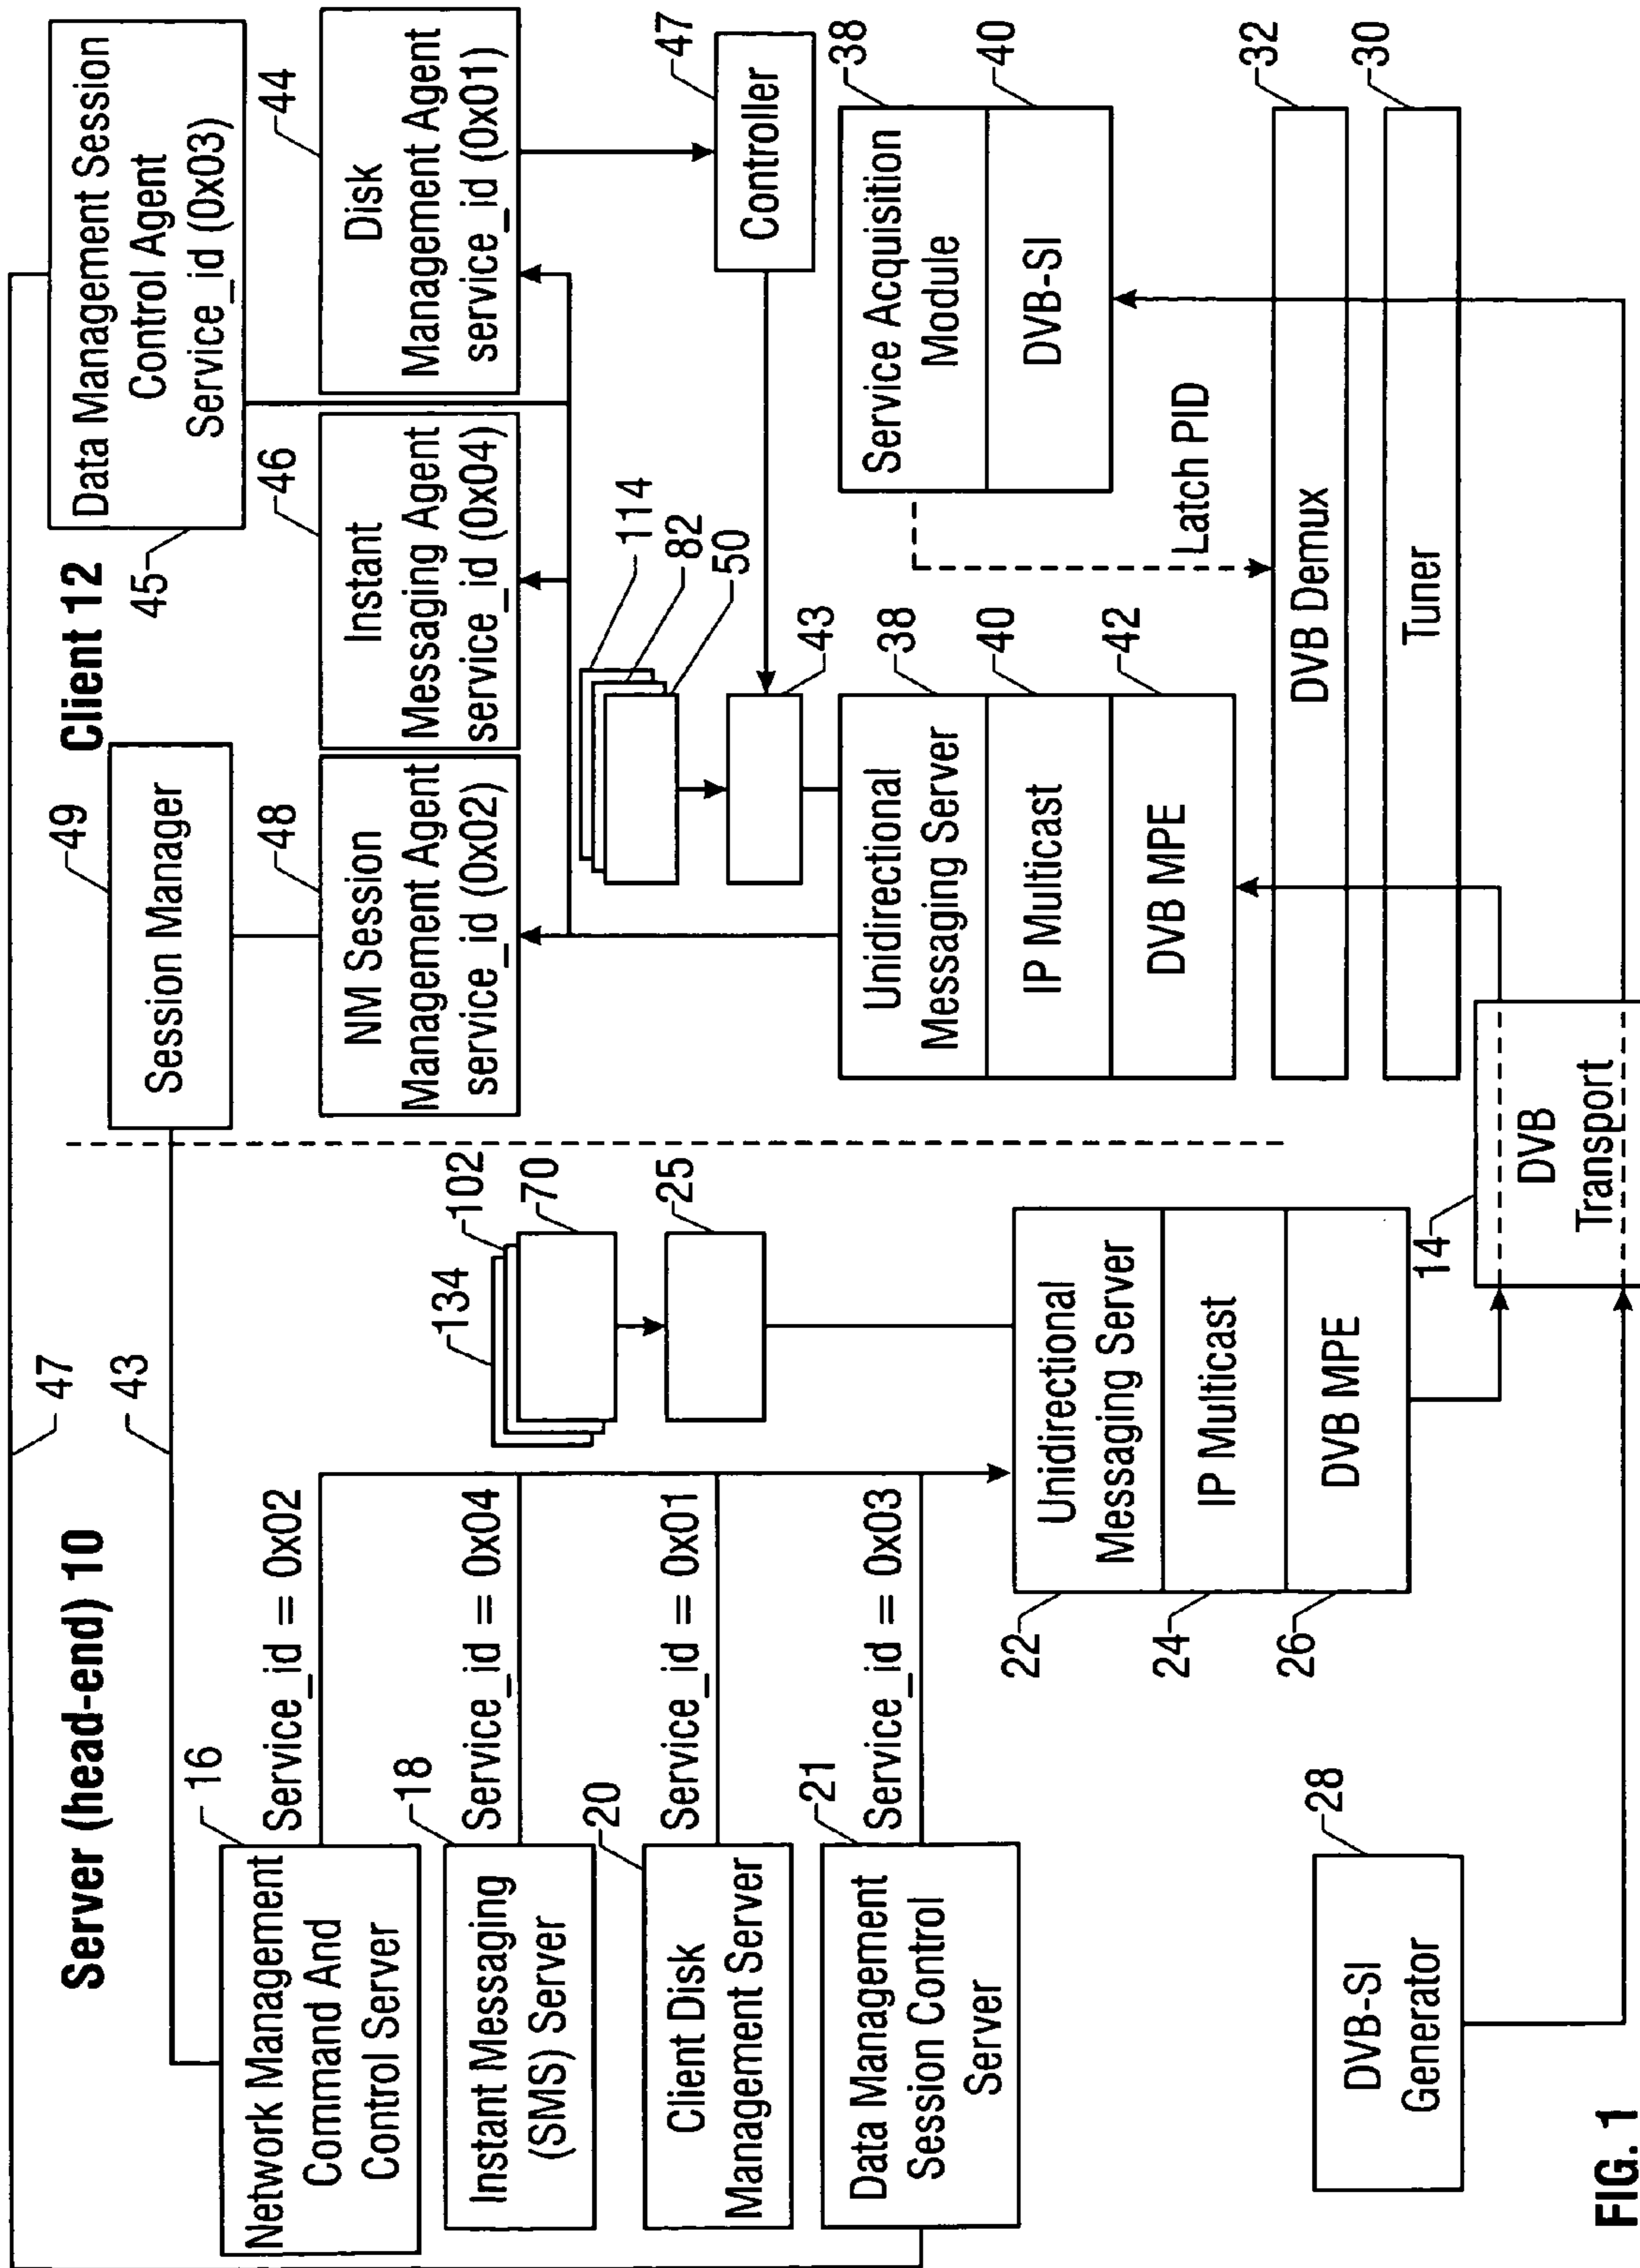 47
43
Server (head-end) 10
16
Network Management
Command And
Control Server
Service_id = 0x02
18
Instant Messaging
(SMS) Server
Service_id = 0x04
20
Client Disk
Management Server
Service_id = 0x01
21
Data Management
Session Control
Server
Service_id = 0x03
134
102
70
25
22
Unidirectional
Messaging Server
24
IP Multicast
26
DVB MPE
28
DVB-SI
Generator
14
DVB
Transport
Client 12
49
Session Manager
45
Data Management Session
Control Agent
Service_id (0x03)
48
NM Session
Management Agent
service_id (0x02)
46
Instant
Messaging Agent
service_id (0x04)
44
Disk
Management Agent
service_id (0x01)
114
82
50
43
47
Controller
38
Unidirectional
Messaging Server
40
IP Multicast
42
DVB MPE
38
Service Acquisition
Module
40
DVB-SI
Latch PID
32
DVB Demux
30
Tuner
FIG. 1